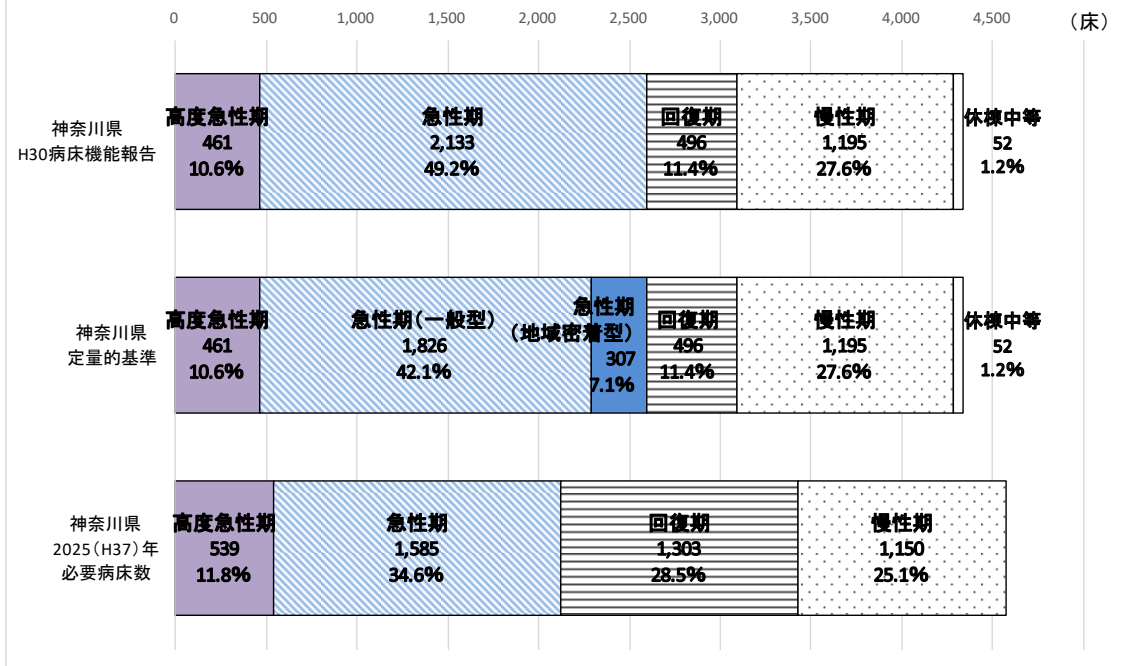 0 500 1,000 1,500 2,000 2,500 3,000 3,500 4,000 4,500 （床）
神奈川県
H30病床機能報告
高度急性期
461
10.6%
急性期
2,133
49.2%
回復期
496
11.4%
慢性期
1,195
27.6%
休棟中等
52
1.2%
神奈川県
定量的基準
高度急性期
461
10.6%
急性期（一般型）
1,826
42.1%
急性期
（地域密着型）
307
7.1%
回復期
496
11.4%
慢性期
1,195
27.6%
休棟中等
52
1.2%
神奈川県
2025（H37）年
必要病床数
高度急性期
539
11.8%
急性期
1,585
34.6%
回復期
1,303
28.5%
慢性期
1,150
25.1%